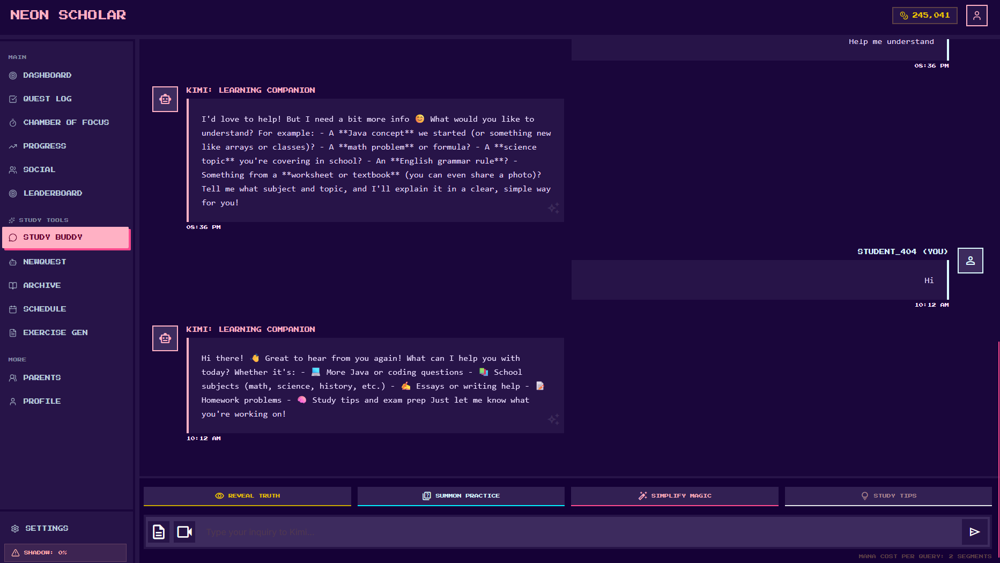 NEON SCHOLAR
245,041
MAIN
DASHBOARD
QUEST LOG
CHAMBER OF FOCUS
PROGRESS
SOCIAL
LEADERBOARD
STUDY TOOLS
STUDY BUDDY
NEWQUEST
ARCHIVE
SCHEDULE
EXERCISE GEN
MORE
PARENTS
PROFILE
SETTINGS
SHADOW: 0%
Help me understand
08:36 PM
KIMI: LEARNING COMPANION
I'd love to help! But I need a bit more info 😊 What would you like to
understand? For example: - A **Java concept** we started (or something new
like arrays or classes)? - A **math problem** or formula? - A **science
topic** you're covering in school? - An **English grammar rule**? -
Something from a **worksheet or textbook** (you can even share a photo)?
Tell me what subject and topic, and I'll explain it in a clear, simple way
for you!
08:36 PM
STUDENT_404 (YOU)
Hi
10:12 AM
KIMI: LEARNING COMPANION
Hi there! 👋 Great to hear from you again! What can I help you with
today? Whether it's: - 💻 More Java or coding questions - 📚 School
subjects (math, science, history, etc.) - ✍️ Essays or writing help - 📝
Homework problems - 🧠 Study tips and exam prep Just let me know what
you're working on!
10:12 AM
REVEAL TRUTH
SUMMON PRACTICE
SIMPLIFY MAGIC
STUDY TIPS
Type your inquiry to Kimi...
MANA COST PER QUERY: 2 SEGMENTS